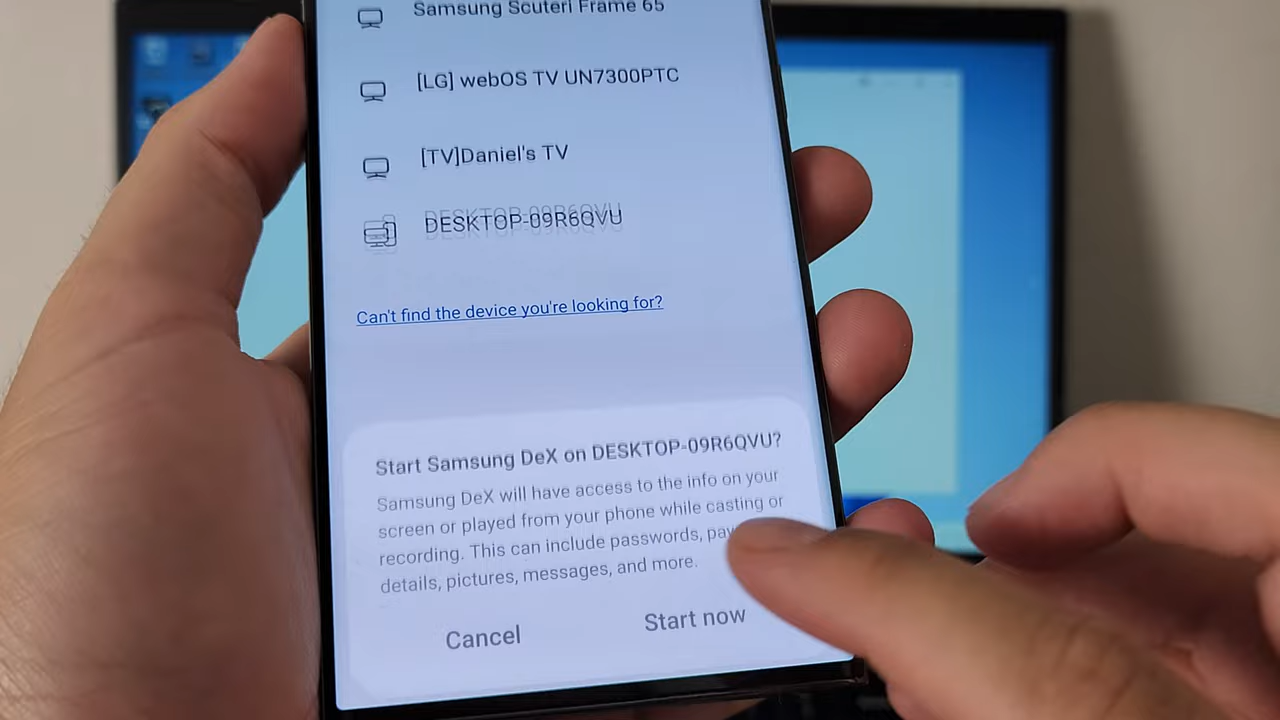 Samsung Scuteri Frame 65
[LG] webOS TV UN7300PTC
[TV]Daniel's TV
DESKTOP-09R6QVU
Can't find the device you're looking for?
Start Samsung DeX on DESKTOP-09R6QVU?
Samsung DeX will have access to the info on your
screen or played from your phone while casting or
recording. This can include passwords,
details, pictures, messages, and more.
Cancel
Start now